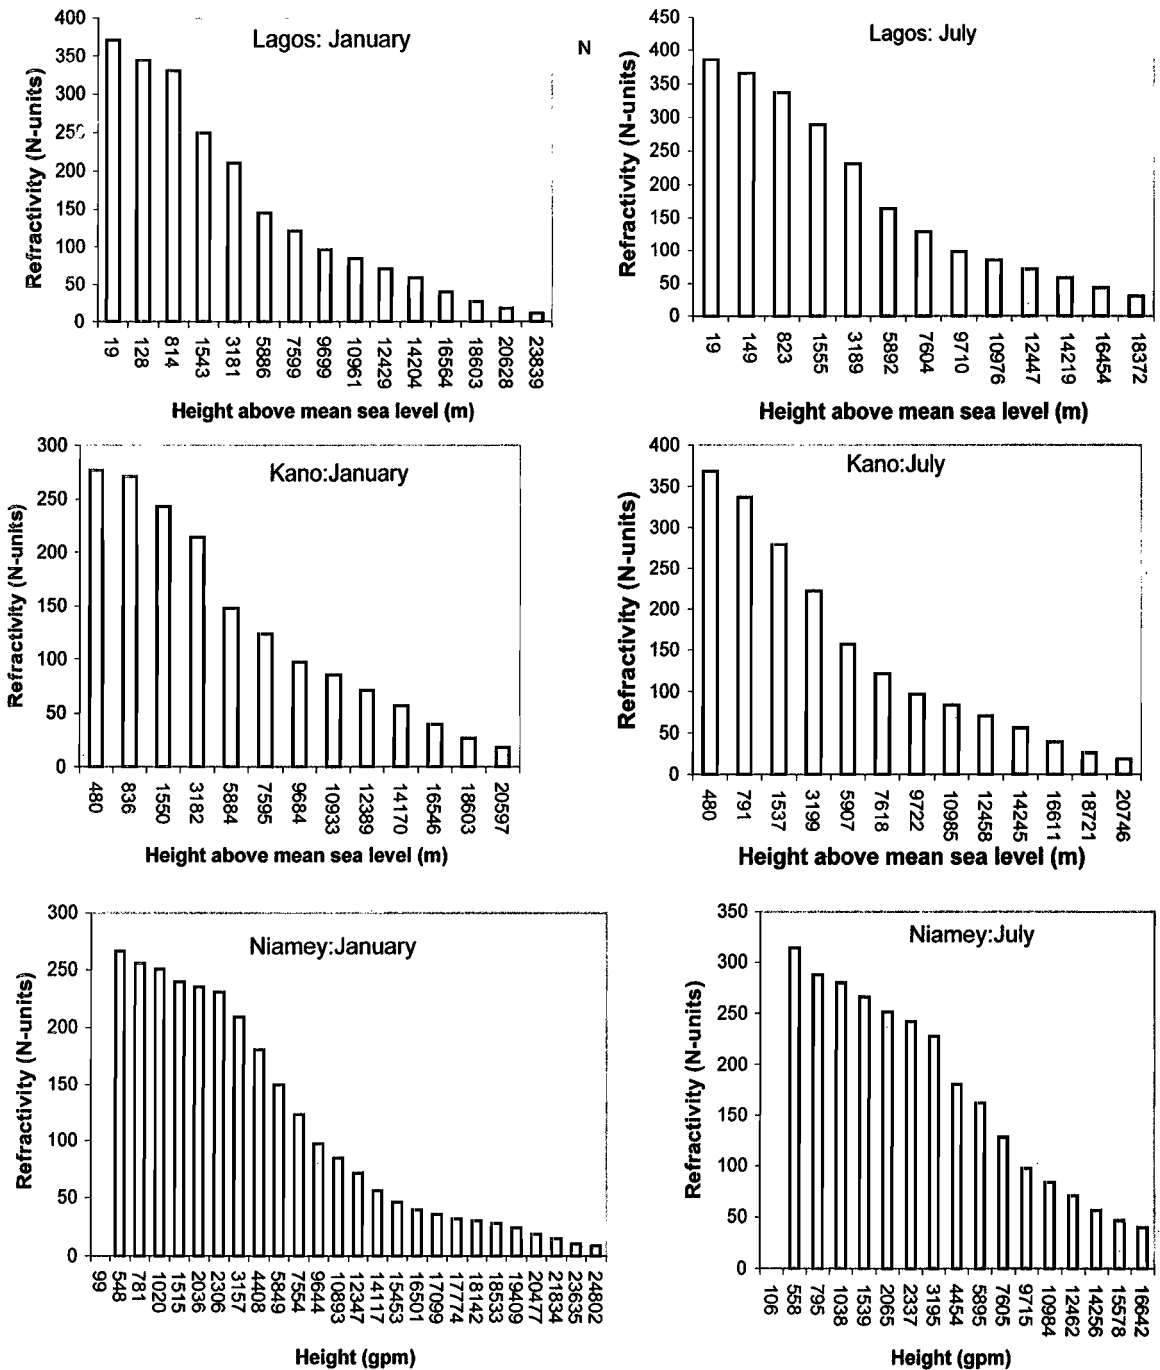 Lagos: January
Refractivity (N-units)
400
350
300
250
200
150
100
50
0
19 128 814 1543 3181 5886 7599 9699 10961 12429 14204 16564 18603 20628 23839
Height above mean sea level (m)
N
Lagos: July
Refractivity (N-units)
450
400
350
300
250
200
150
100
50
0
19 149 823 1555 3189 5892 7604 9710 10976 12447 14219 16454 18372
Height above mean sea level (m)
Kano:January
Refractivity (N-units)
300
250
200
150
100
50
0
480 836 1550 3182 5884 7595 9684 10933 12389 14170 16546 18603 20597
Height above mean sea level (m)
Kano:July
Refractivity (N-units)
400
350
300
250
200
150
100
50
0
480 791 1537 3199 5907 7618 9722 10985 12458 14245 16611 18721 20746
Height above mean sea level (m)
Niamey:January
Refractivity (N-units)
300
250
200
150
100
50
0
99 548 781 1020 1515 2036 2306 3157 4408 5849 7554 9644 10893 12347 14117 15453 16501 17099 17774 18142 18533 19409 20477 21834 23635 24802
Height (gpm)
Niamey:July
Refractivity (N-units)
350
300
250
200
150
100
50
0
106 558 795 1038 1539 2065 2337 3195 4454 5895 7605 9715 10984 12462 14256 15578 16642
Height (gpm)